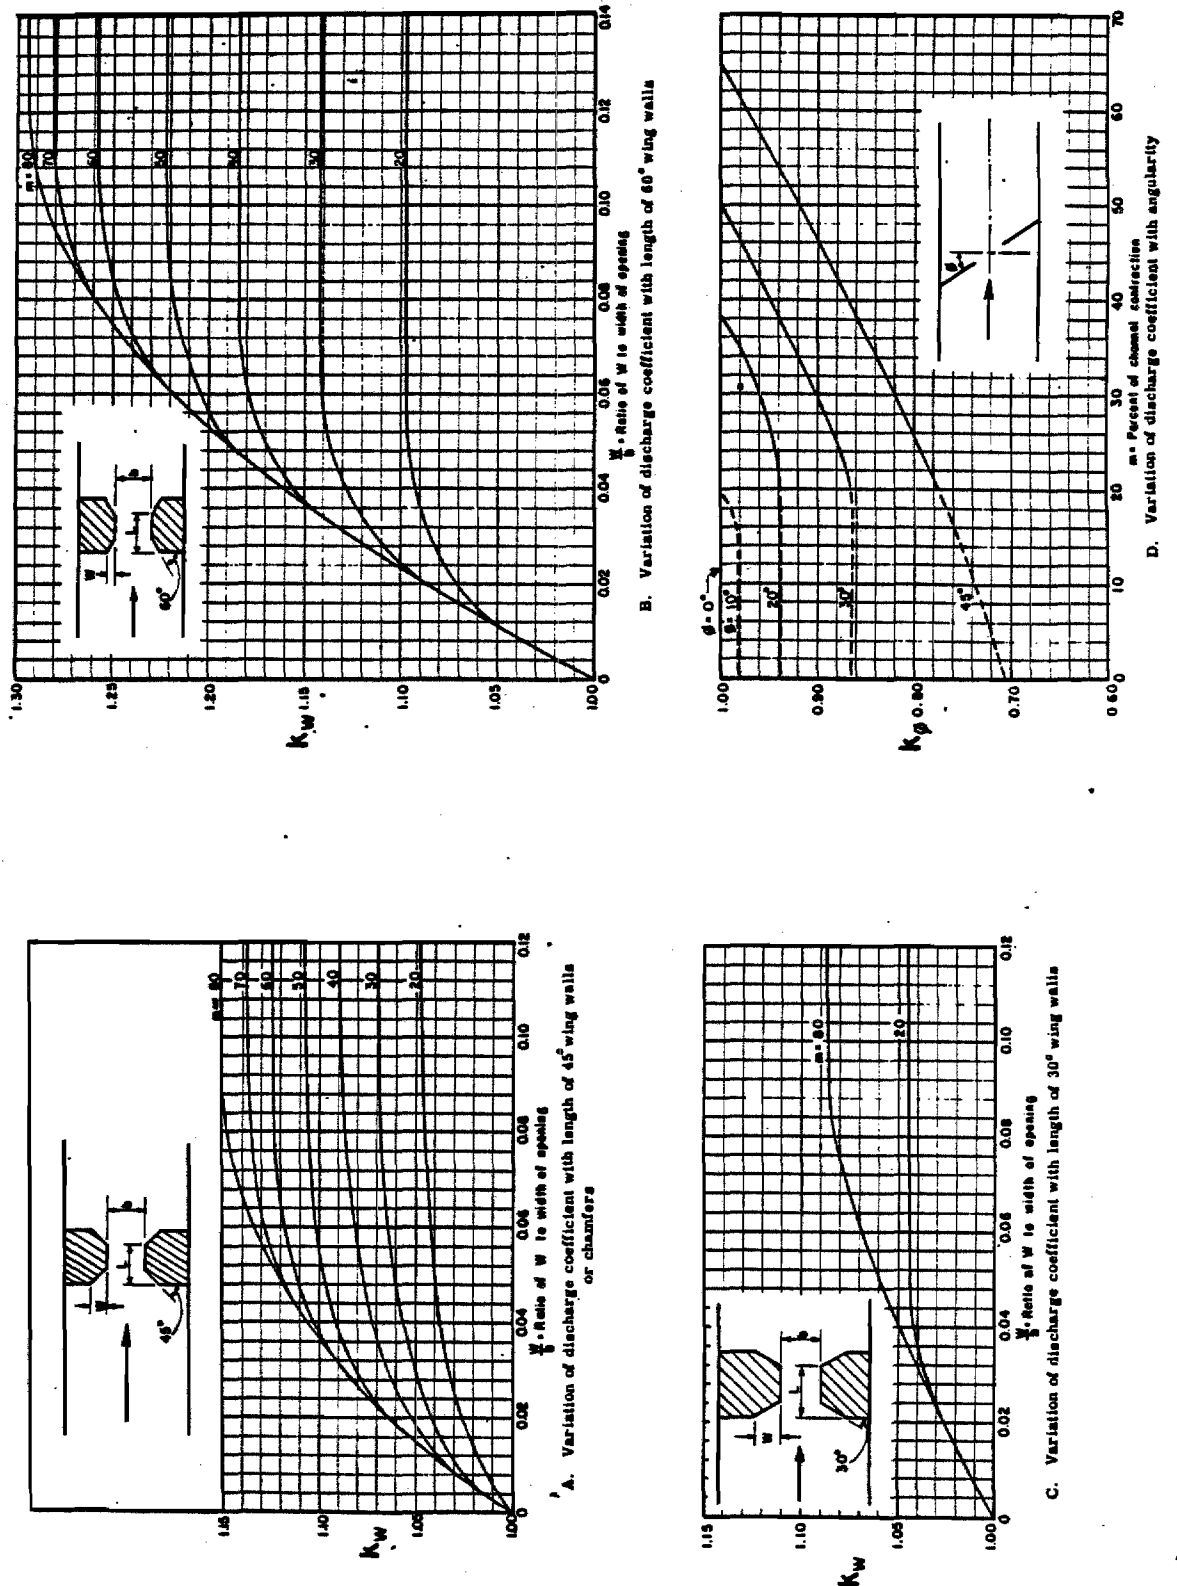 1.15
1.10
1.05
1.00
K_W
0.02
0.04
0.06
0.08
0.10
0.12
m = 80
70
60
50
40
30
20
W
L
b
45°
W/b = Ratio of W to width of opening
A. Variation of discharge coefficient with length of 45° wing walls
or chamfers
1.30
1.25
1.20
1.15
1.10
1.05
1.00
K_W
0
0.02
0.04
0.06
0.08
0.10
0.12
0.14
m = 80
70
60
50
40
30
20
W
L
b
60°
W/b = Ratio of W to width of opening
B. Variation of discharge coefficient with length of 60° wing walls
1.15
1.10
1.05
1.00
K_W
0
0.02
0.04
0.06
0.08
0.10
0.12
m = 80
20
W
L
b
30°
W/b = Ratio of W to width of opening
C. Variation of discharge coefficient with length of 30° wing walls
1.00
0.90
0.80
0.70
0.60
K_ø
0
10
20
30
40
50
60
70
ø = 0°
ø = 10°
20°
30°
45°
ø
m = Percent of channel contraction
D. Variation of discharge coefficient with angularity